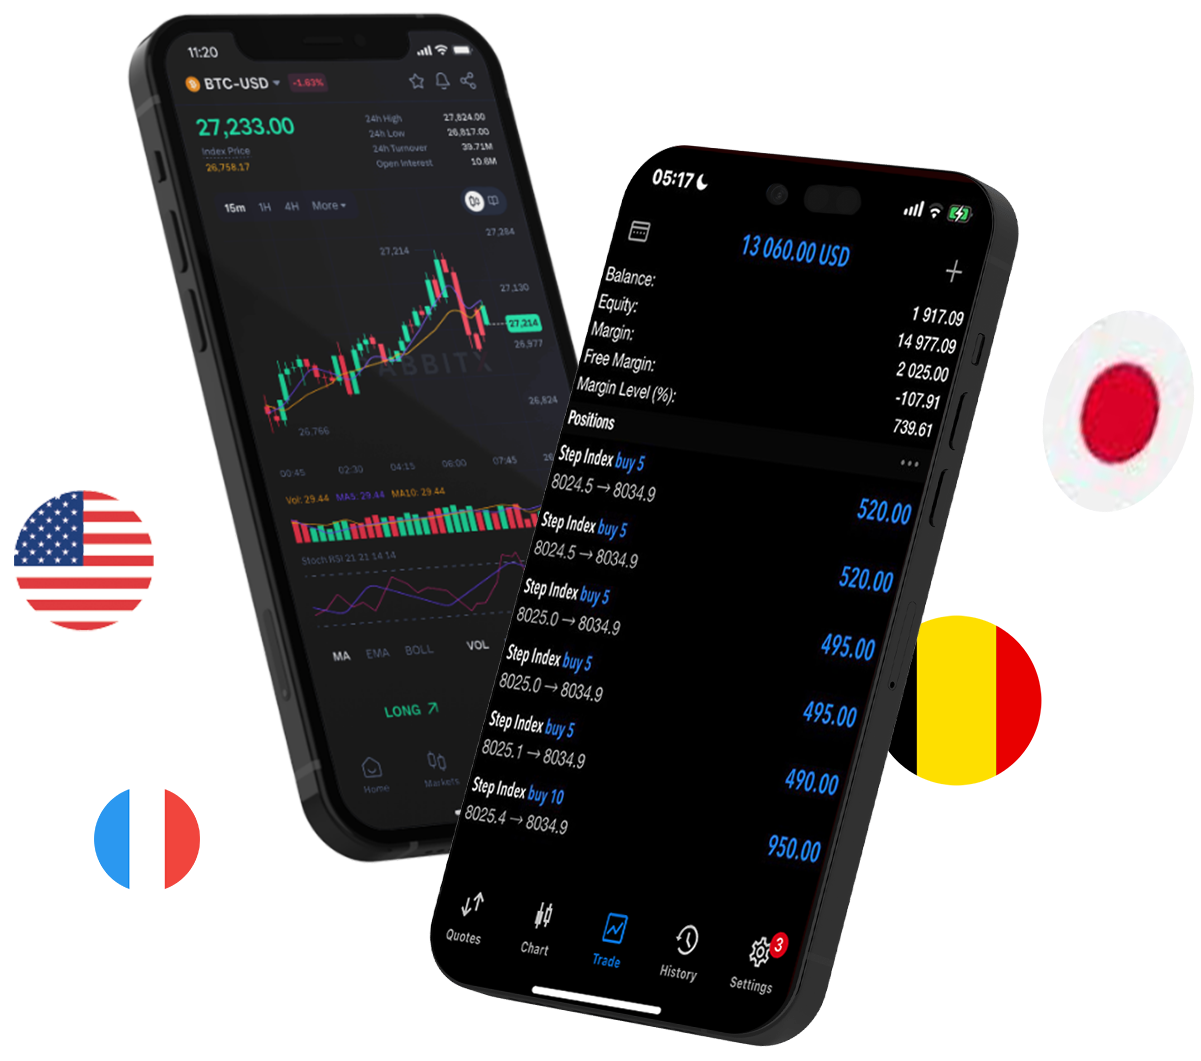 11:20
BTC-USD -1.63%
27,233.00
Index Price
26,758.17
24h High 27,824.00
24h Low 26,817.00
24h Turnover 39.71M
Open Interest 10.8M
15m 1H 4H More
27,284
27,214
27,130
27,214
26,977
ABBIT
26,824
26,766
00:45 02:30 04:15 06:00 07:45
Vol: 29.44 MA5: 29.44 MA10: 29.44
Stoch RSI 21 21 14 14
MA EMA BOLL VOL
LONG
Home Markets
05:17
13 060.00 USD
Balance: 1 917.09
Equity: 14 977.09
Margin: 2 025.00
Free Margin: -107.91
Margin Level (%): 739.61
Positions
Step Index buy 5
8024.5 → 8034.9 520.00
Step Index buy 5
8024.5 → 8034.9 520.00
Step Index buy 5
8025.0 → 8034.9 495.00
Step Index buy 5
8025.0 → 8034.9 495.00
Step Index buy 5
8025.1 → 8034.9 490.00
Step Index buy 10
8025.4 → 8034.9 950.00
Quotes Chart Trade History Settings 3